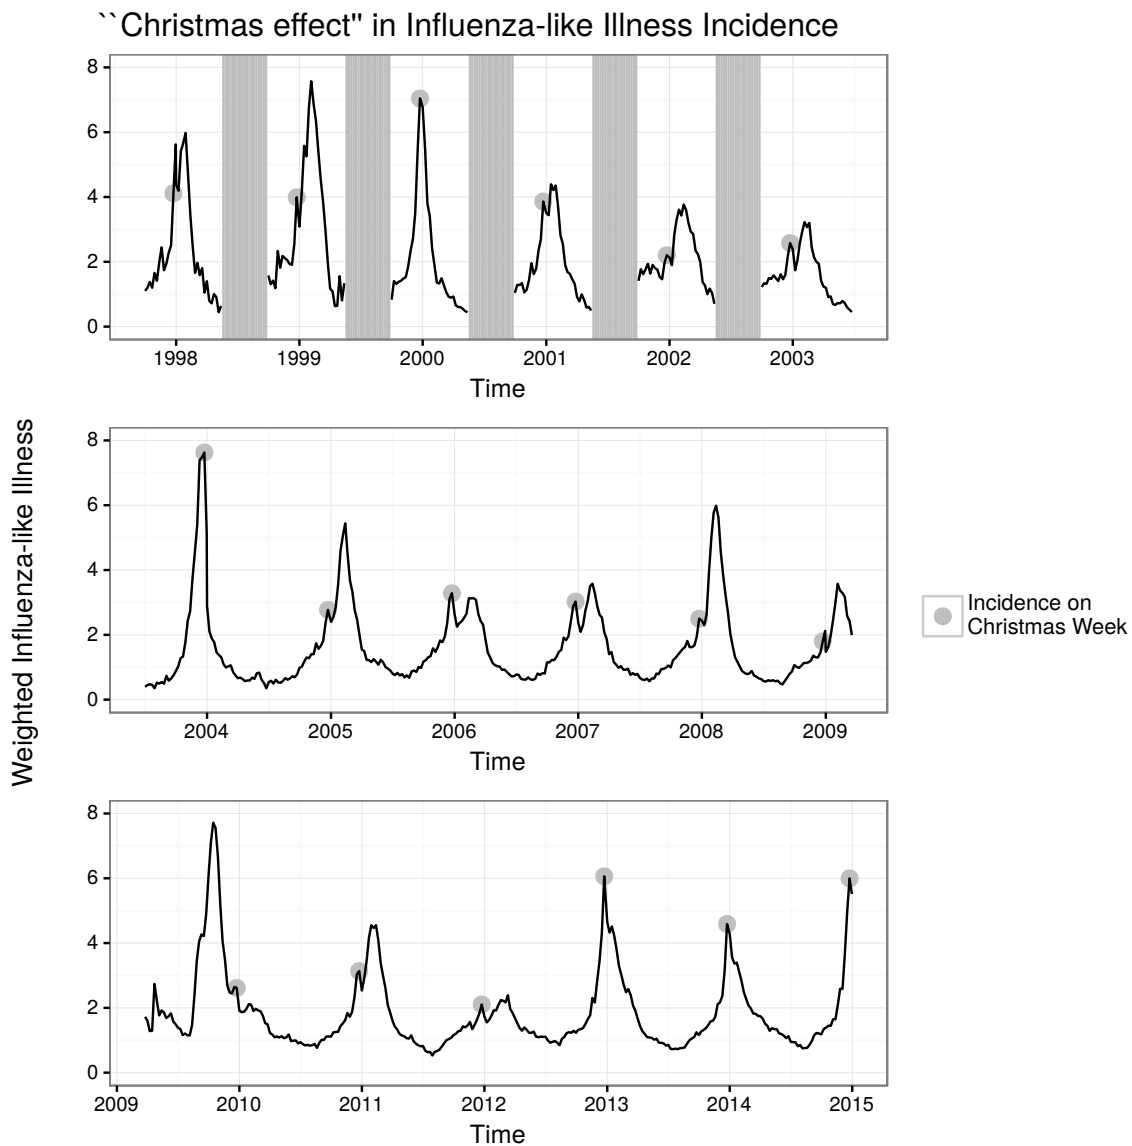 ``Christmas effect" in Influenza-like Illness Incidence
8
6
4
2
0
1998 1999 2000 2001 2002 2003
Time
Weighted Influenza-like Illness
8
6
4
2
0
2004 2005 2006 2007 2008 2009
Time
Incidence on
Christmas Week
8
6
4
2
0
2009 2010 2011 2012 2013 2014 2015
Time